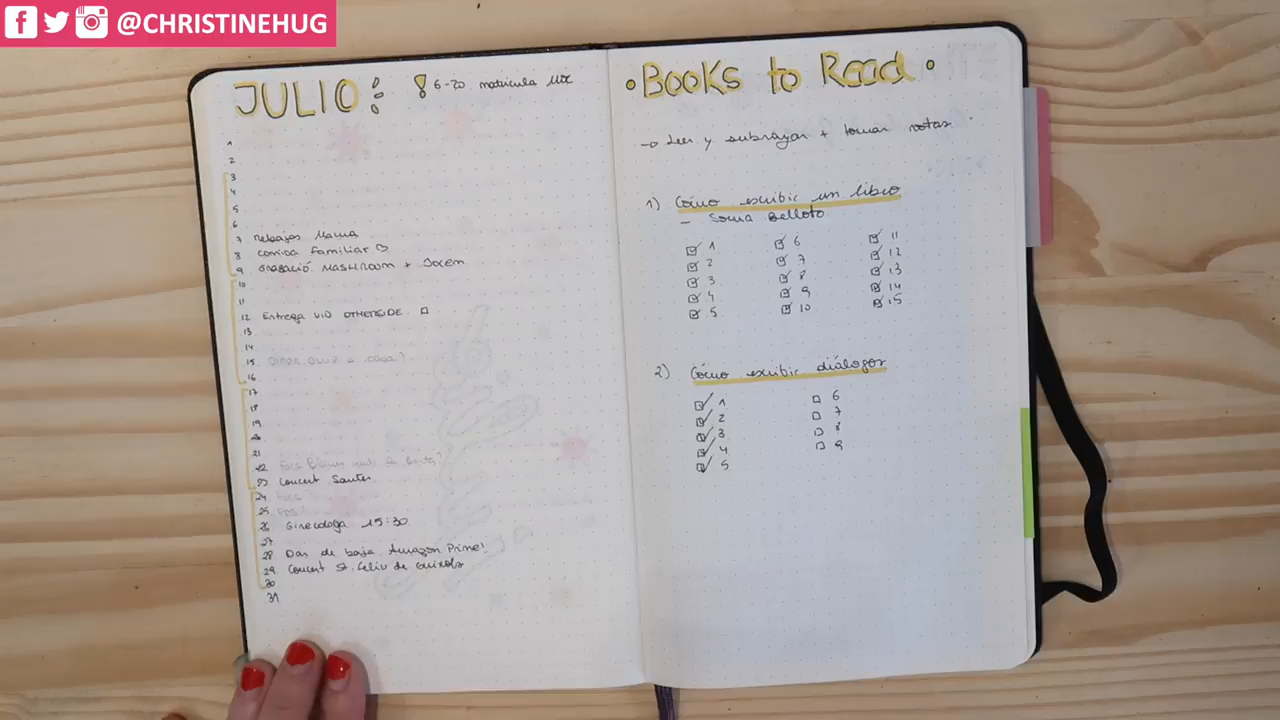 @CHRISTINEHUG
JULIO!
! 6-20 matrícula
1
2
3
4
5
6
7 rebajas Mama
8 comida familiar ♡
9 MASHROOM + Jocem
10
11
12 Entrega VID OTHERSIDE □
13
14
15 a casa?
16
17
18
19
20
21
22
23 Concert Santes
24
25
26 Ginecologa 15:30
27
28 Dar de baja Amazon Prime!
29 Concert St. Feliu de Guíxols
30
31
• Books to Read •
→ Leer y subrayar + tomar notas
1) Cómo escribir un libro
- Sonia Belloto
☑ 1 ☑ 6 ☑ 11
☑ 2 ☑ 7 ☑ 12
☑ 3 ☑ 8 ☑ 13
☑ 4 ☑ 9 ☑ 14
☑ 5 ☑ 10 ☑ 15
2) Cómo escribir diálogos
☑ 1 □ 6
☑ 2 □ 7
☑ 3 □ 8
☑ 4 □ 9
☑ 5